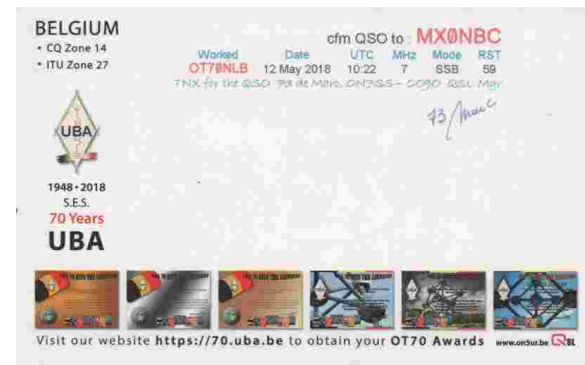 BELGIUM
• CQ Zone 14
• ITU Zone 27
cfm QSO to : MXØNBC
Worked Date UTC MHz Mode RST
OT7ØNLB 12 May 2018 10:22 7 SSB 59
TNX for the QSO 73 de Marc, ON7SS - QSL Mgr
73 Marc
UBA
1948 • 2018
S.E.S.
70 Years
UBA
Visit our website https://70.uba.be to obtain your OT70 Awards www.on5ur.be QSL